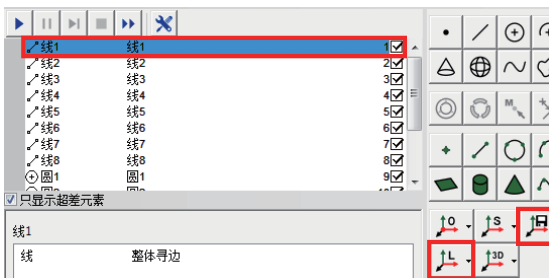 线1 线1 1
线2 线2 2
线3 线3 3
线4 线4 4
线5 线5 5
线6 线6 6
线7 线7 7
线8 线8 8
圆1 圆1 9
只显示超差元素
线1
线 整体寻边
M
O S
L 3D